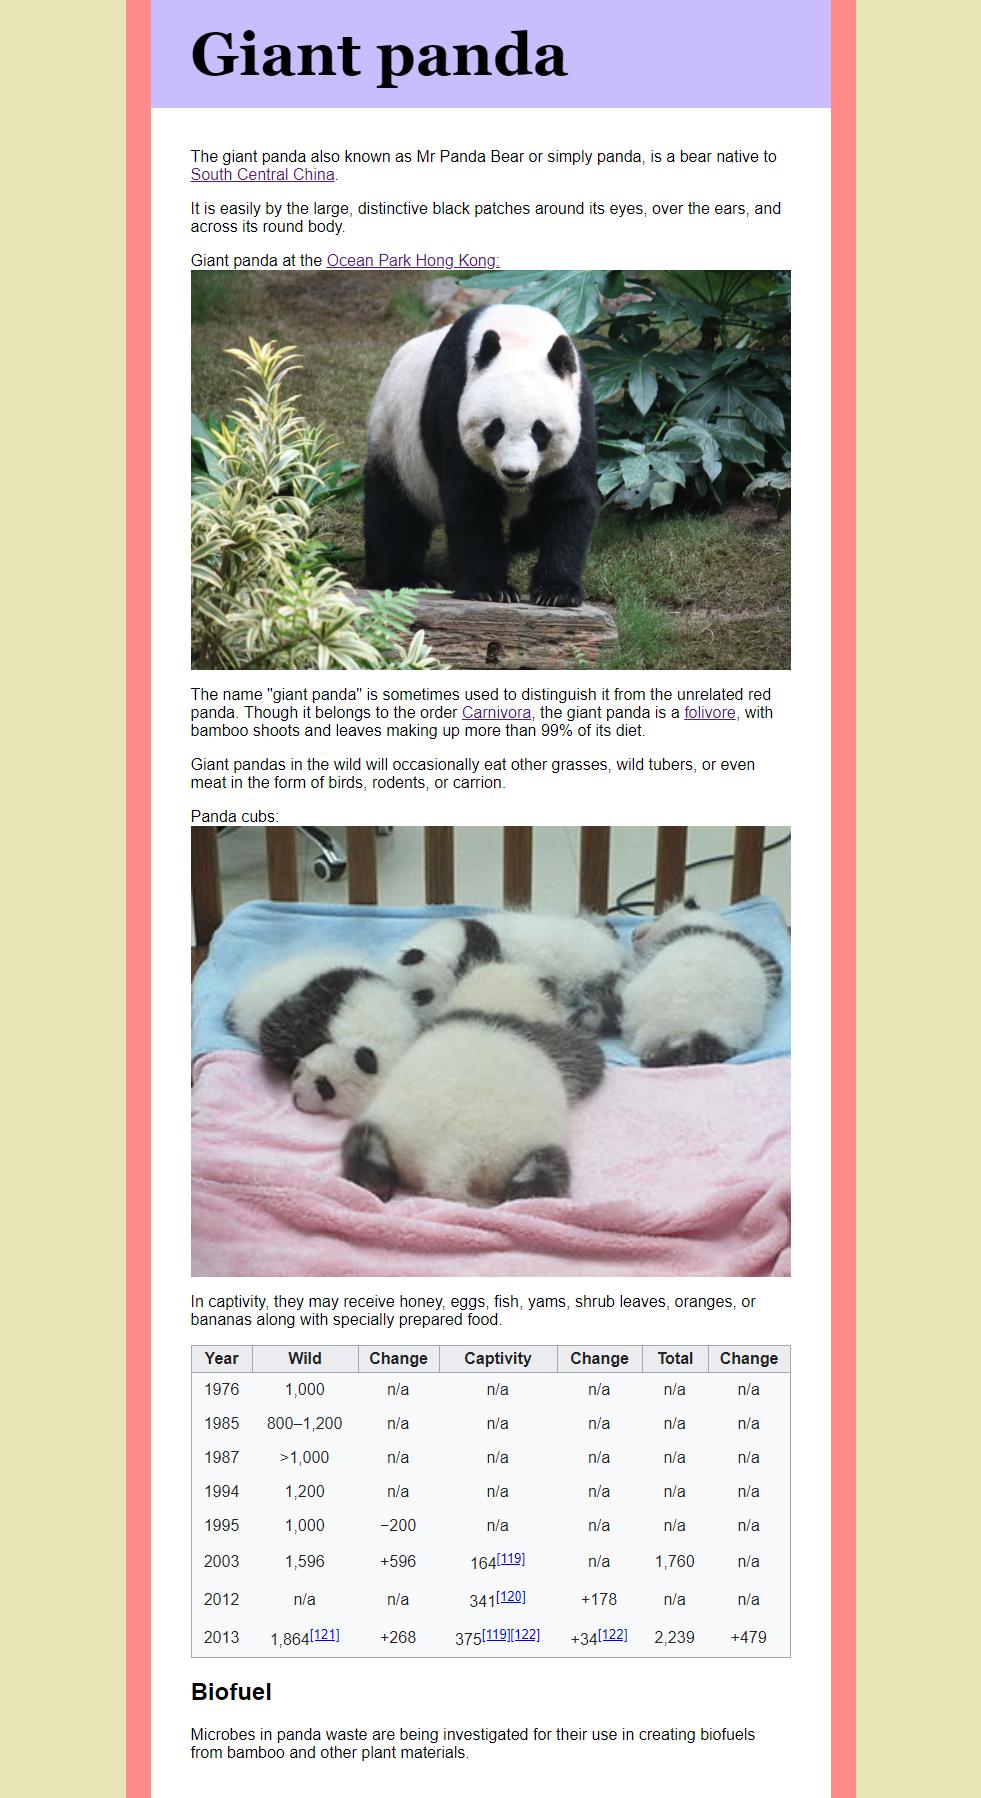 Giant panda
The giant panda also known as Mr Panda Bear or simply panda, is a bear native to
South Central China.
It is easily by the large, distinctive black patches around its eyes, over the ears, and
across its round body.
Giant panda at the Ocean Park Hong Kong:
The name "giant panda" is sometimes used to distinguish it from the unrelated red
panda. Though it belongs to the order Carnivora, the giant panda is a folivore, with
bamboo shoots and leaves making up more than 99% of its diet.
Giant pandas in the wild will occasionally eat other grasses, wild tubers, or even
meat in the form of birds, rodents, or carrion.
Panda cubs:
In captivity, they may receive honey, eggs, fish, yams, shrub leaves, oranges, or
bananas along with specially prepared food.
Year Wild Change Captivity Change Total Change
1976 1,000 n/a n/a n/a n/a n/a
1985 800–1,200 n/a n/a n/a n/a n/a
1987 >1,000 n/a n/a n/a n/a n/a
1994 1,200 n/a n/a n/a n/a n/a
1995 1,000 −200 n/a n/a n/a n/a
2003 1,596 +596 164[119] n/a 1,760 n/a
2012 n/a n/a 341[120] +178 n/a n/a
2013 1,864[121] +268 375[119][122] +34[122] 2,239 +479
Biofuel
Microbes in panda waste are being investigated for their use in creating biofuels
from bamboo and other plant materials.